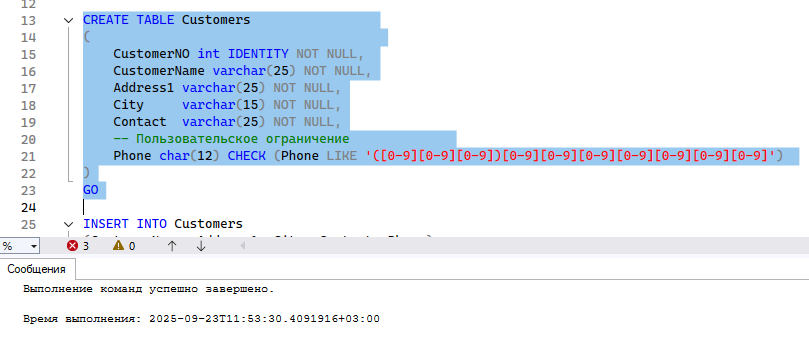 12
13 CREATE TABLE Customers
14 (
15 CustomerNO int IDENTITY NOT NULL,
16 CustomerName varchar(25) NOT NULL,
17 Address1 varchar(25) NOT NULL,
18 City varchar(15) NOT NULL,
19 Contact varchar(25) NOT NULL,
20 -- Пользовательское ограничение
21 Phone char(12) CHECK (Phone LIKE '([0-9][0-9][0-9])[0-9][0-9][0-9][0-9][0-9][0-9][0-9]')
22 )
23 GO
24
25 INSERT INTO Customers
% 3 0
Сообщения
Выполнение команд успешно завершено.
Время выполнения: 2025-09-23T11:53:30.4091916+03:00